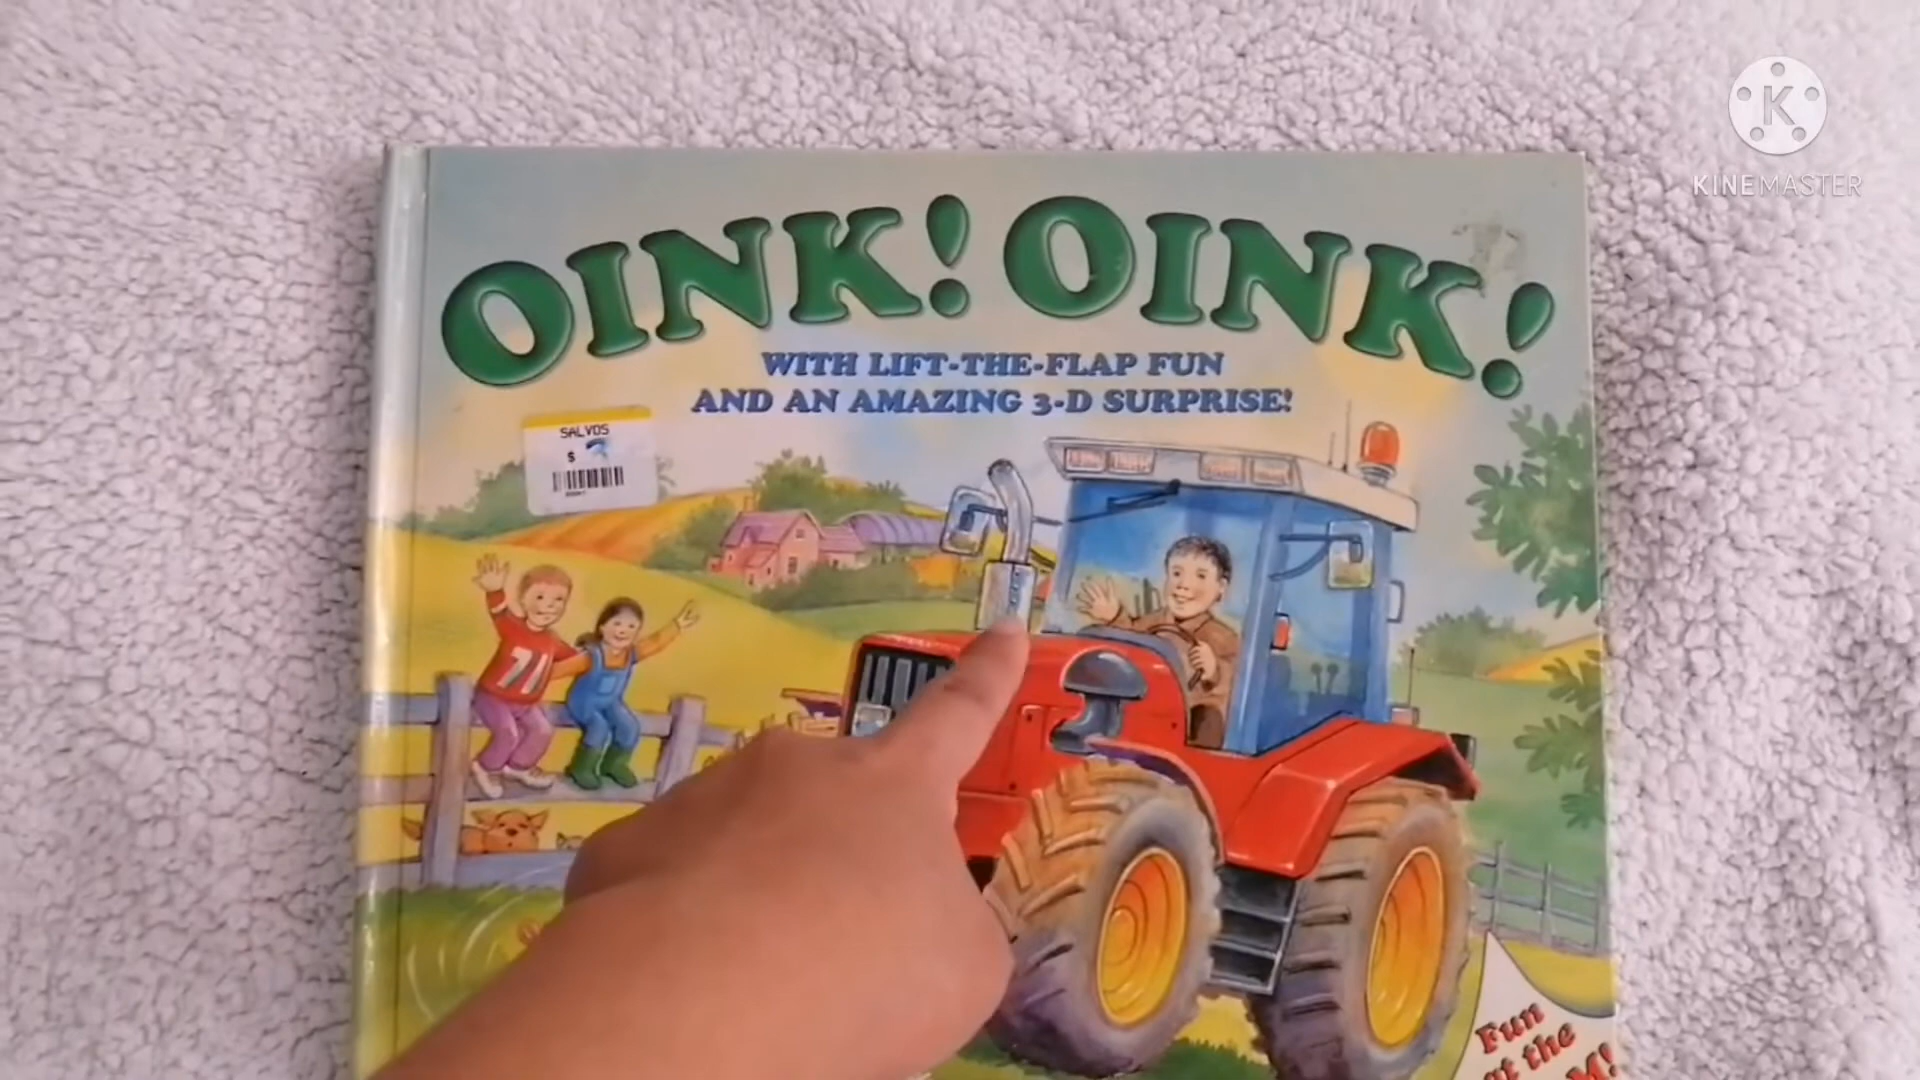 K
KINEMASTER
OINK! OINK!
WITH LIFT-THE-FLAP FUN
AND AN AMAZING 3-D SURPRISE!
SALVOS
$
71
Fun
at the